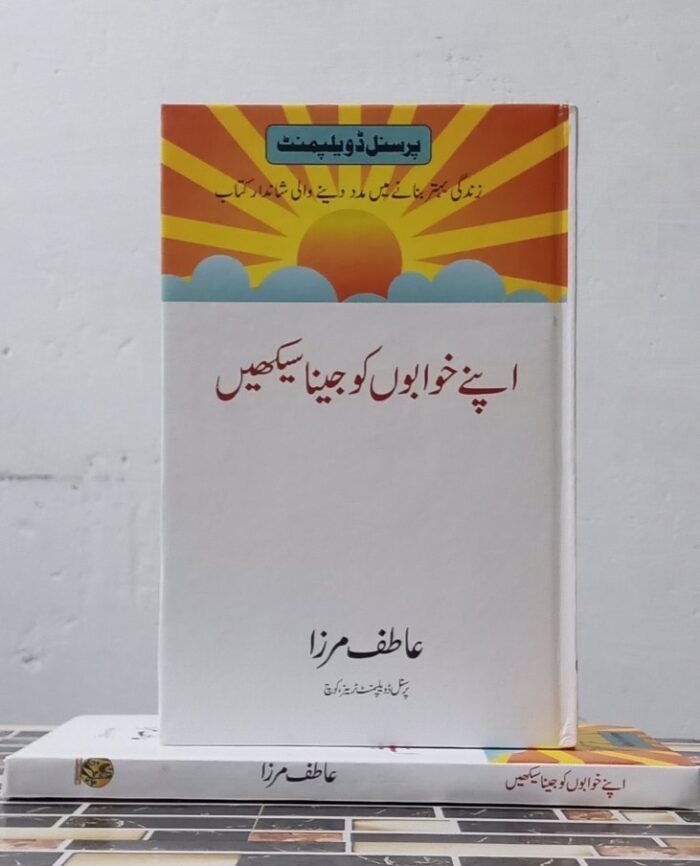 پرسنل ڈویلپمنٹ
زندگی بہتر بنانے میں مدد دینے والی شاندار کتاب
اپنے خوابوں کو جینا سیکھیں
عاطف مرزا
پرسنل ڈویلپمنٹ ٹرینر، کوچ
اپنے خوابوں کو جینا سیکھیں
عاطف مرزا